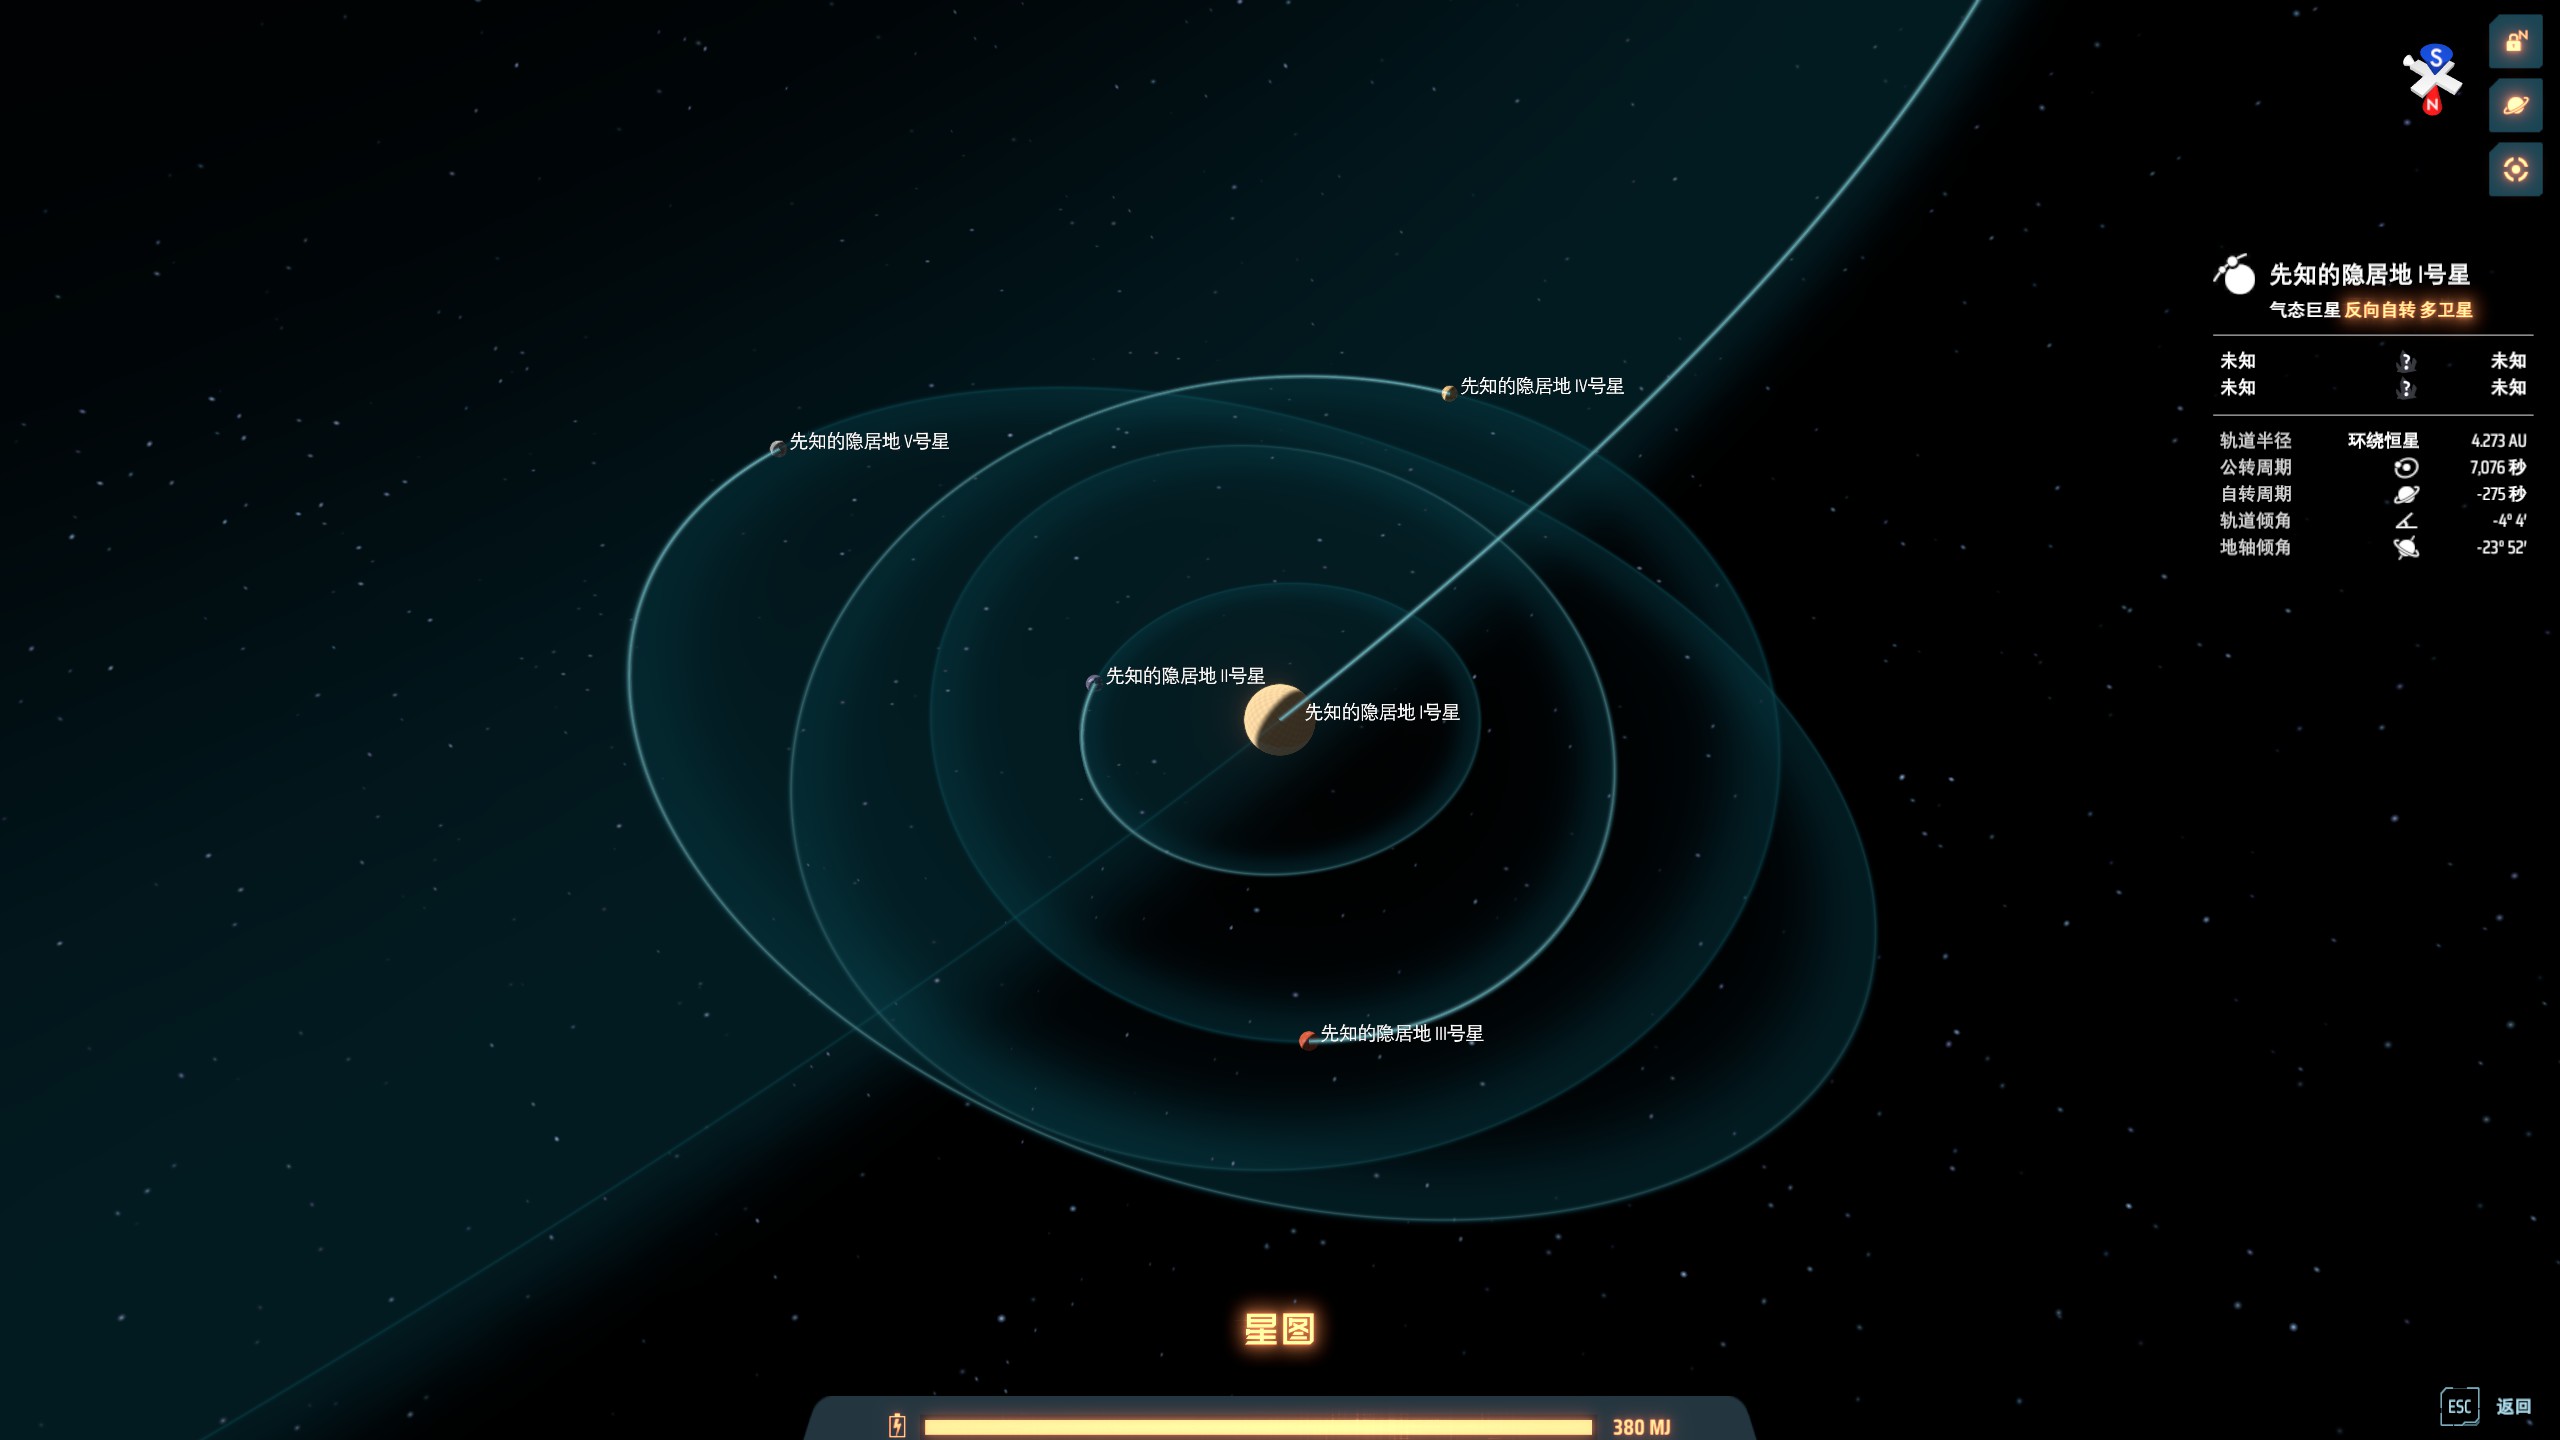 N
S
N
先知的隐居地 I号星
气态巨星 反向自转 多卫星
未知 ? 未知
未知 ? 未知
轨道半径 环绕恒星 4.273 AU
公转周期 7,076 秒
自转周期 -275 秒
轨道倾角 -4° 4'
地轴倾角 -23° 52'
先知的隐居地 IV号星
先知的隐居地 V号星
先知的隐居地 II号星
先知的隐居地 I号星
先知的隐居地 III号星
星图
380 MJ
ESC 返回